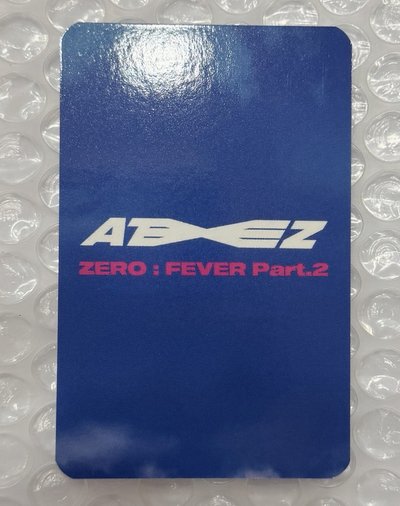 ATEEZ
ZERO : FEVER Part.2